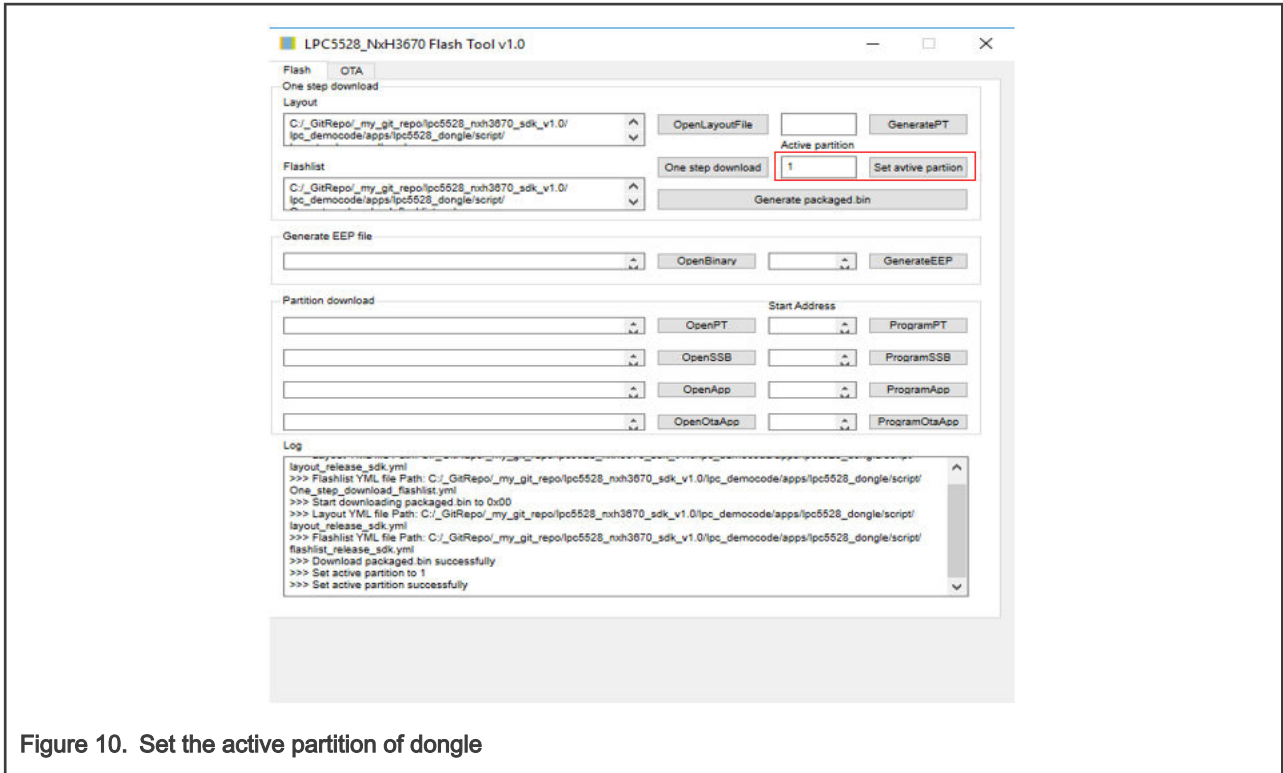 LPC5528_NxH3670 Flash Tool v1.0
Flash OTA
One step download
Layout
C:/_GitRepo/_my_git_repo/lpc5528_nxh3670_sdk_v1.0/
lpc_democode/apps/lpc5528_dongle/script/
OpenLayoutFile GeneratePT
Active partition
Flashlist
One step download 1 Set avtive partiion
C:/_GitRepo/_my_git_repo/lpc5528_nxh3670_sdk_v1.0/
lpc_democode/apps/lpc5528_dongle/script/
Generate packaged.bin
Generate EEP file
OpenBinary GenerateEEP
Partition download Start Address
OpenPT ProgramPT
OpenSSB ProgramSSB
OpenApp ProgramApp
OpenOtaApp ProgramOtaApp
Log
layout_release_sdk.yml
>>> Flashlist YML file Path: C:/_GitRepo/_my_git_repo/lpc5528_nxh3670_sdk_v1.0/lpc_democode/apps/lpc5528_dongle/script/
One_step_download_flashlist.yml
>>> Start downloading packaged.bin to 0x00
>>> Layout YML file Path: C:/_GitRepo/_my_git_repo/lpc5528_nxh3670_sdk_v1.0/lpc_democode/apps/lpc5528_dongle/script/
layout_release_sdk.yml
>>> Flashlist YML file Path: C:/_GitRepo/_my_git_repo/lpc5528_nxh3670_sdk_v1.0/lpc_democode/apps/lpc5528_dongle/script/
flashlist_release_sdk.yml
>>> Download packaged.bin successfully
>>> Set active partition to 1
>>> Set active partition successfully
Figure 10. Set the active partition of dongle